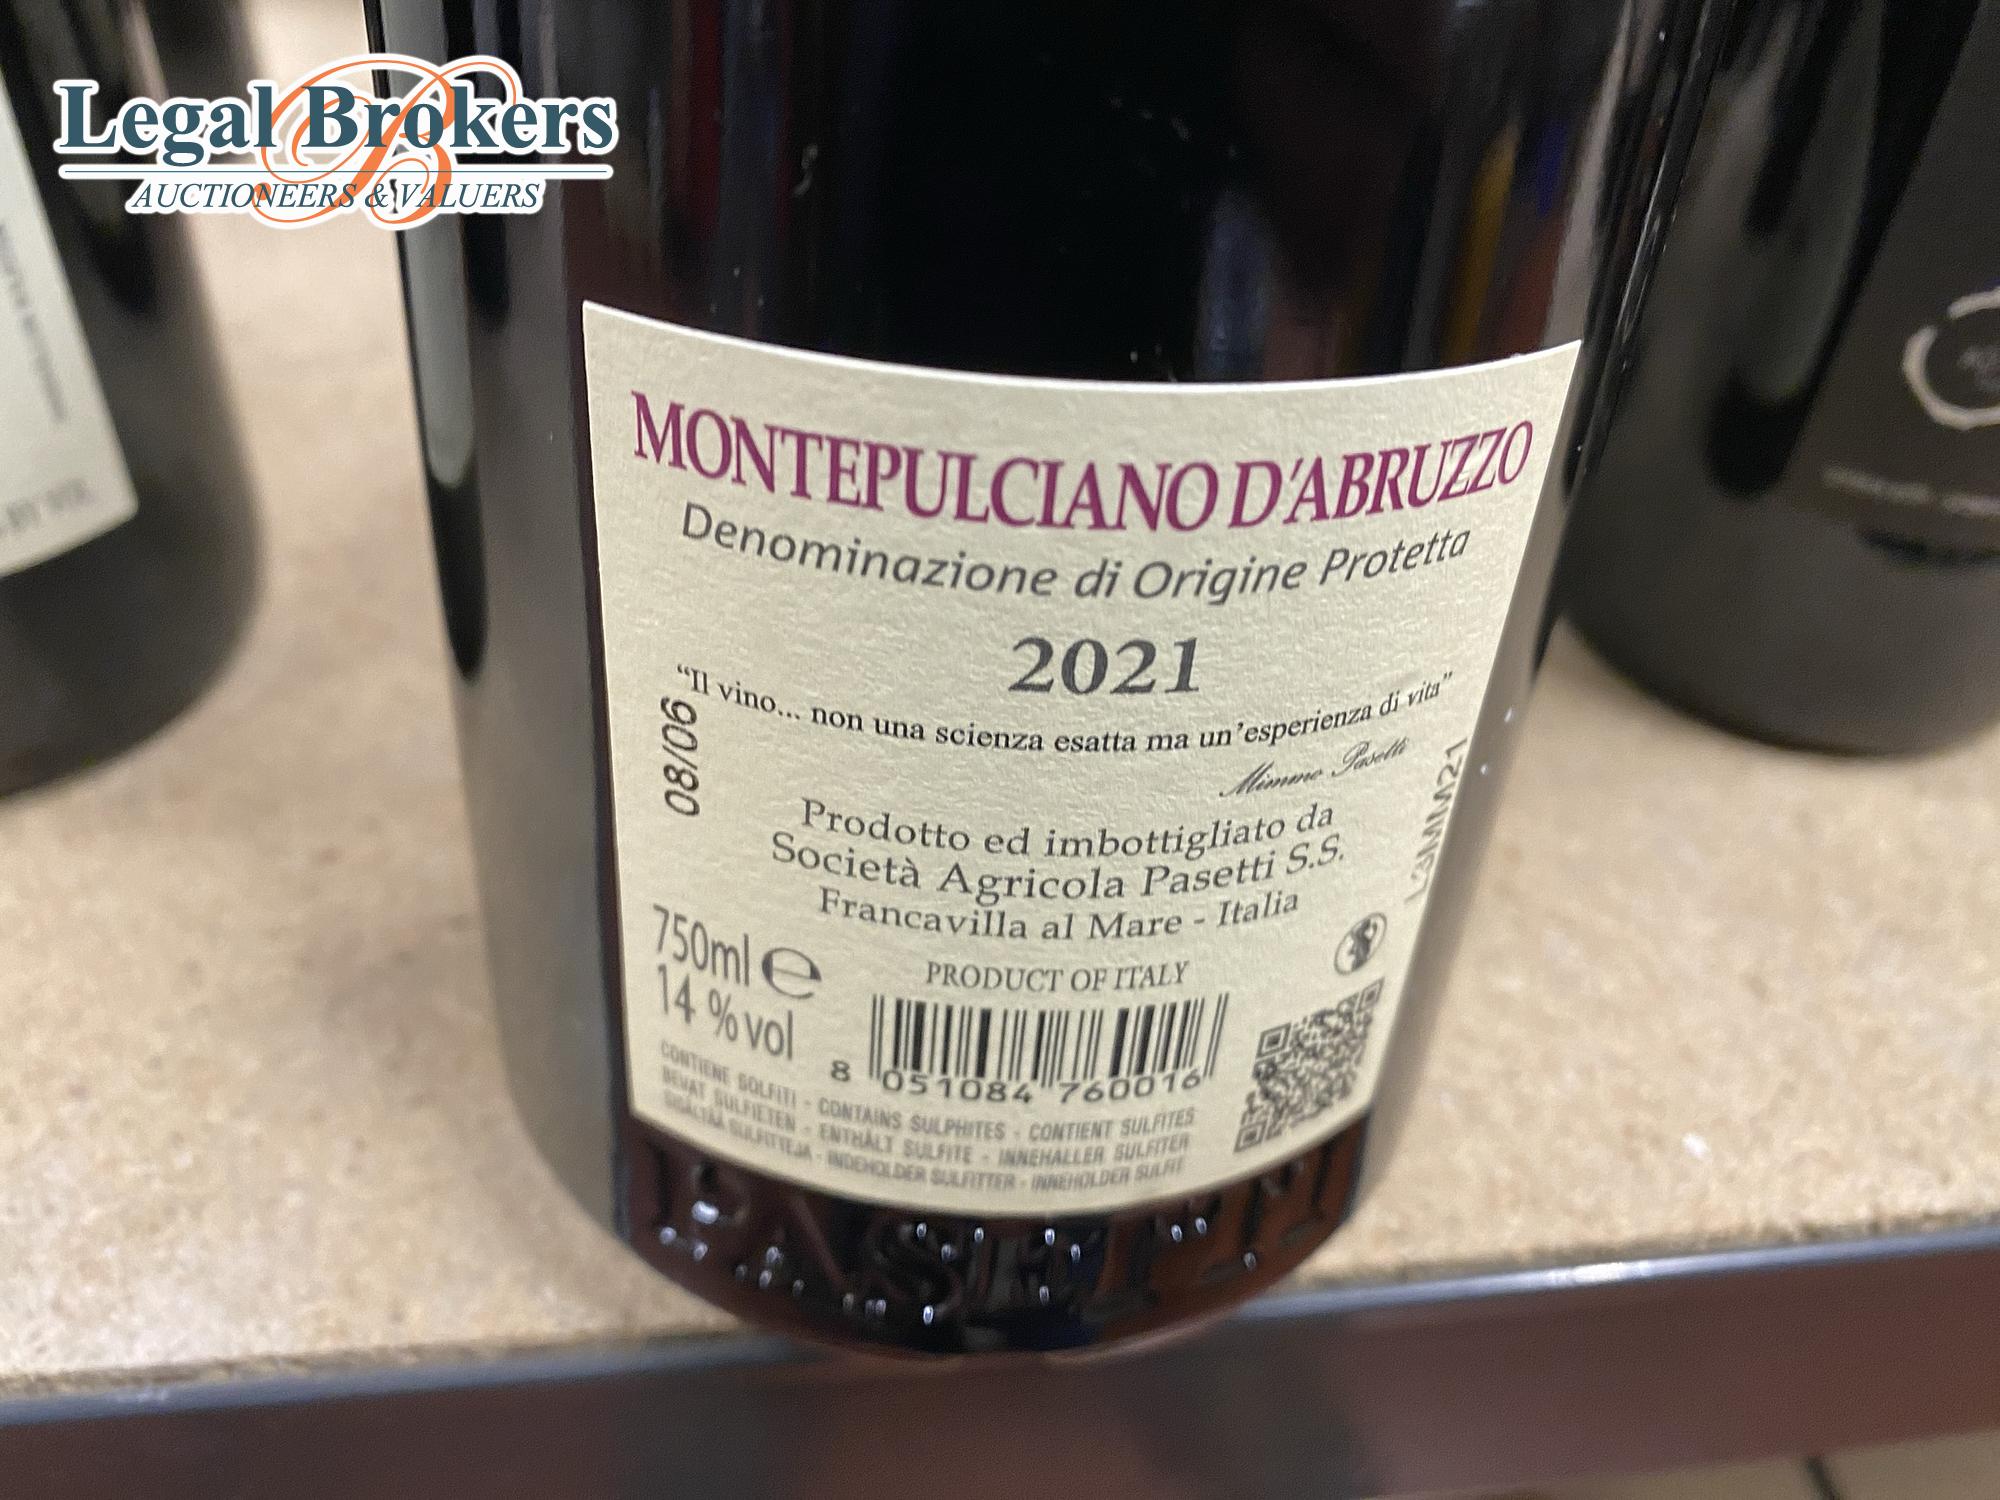 Legal Brokers
AUCTIONEERS & VALUERS
MONTEPULCIANO D'ABRUZZO
Denominazione di Origine Protetta
2021
“Il vino... non una scienza esatta ma un'esperienza di vita”
Mimmo Pasetti
08/06
L3MM21
Prodotto ed imbottigliato da
Società Agricola Pasetti S.S.
Francavilla al Mare - Italia
750ml e
14 % vol
PRODUCT OF ITALY
8 051084 760016
CONTIENE SOLFITI - CONTAINS SULPHITES - CONTIENT SULFITES
BEVAT SULFIETEN - ENTHÄLT SULFITE - INNEHALLER SULFITER
SISÄLTÄÄ SULFIITTEJA - INDEHOLDER SULFITTER - INNEHOLDER SULFIT
PASETTI